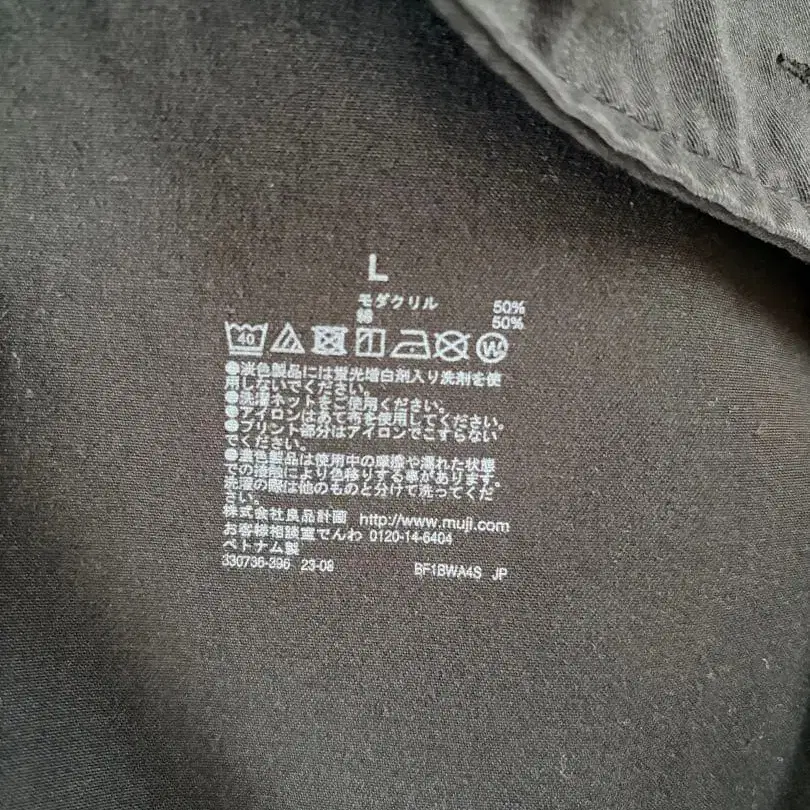 L
モダクリル 50%
綿 50%
40
W
●淡色製品には蛍光増白剤入り洗剤を使
用しないでください。
●洗濯ネットをご使用ください。
●アイロンはあて布を使用してください。
●プリント部分はアイロンでこすらない
でください。
●濃色製品は使用中の摩擦や濡れた状態
での接触により色移りする事があります。
洗濯の際は他のものと分けて洗ってくだ
さい。
株式会社良品計画 http://www.muji.com
お客様相談室でんわ 0120-14-6404
ベトナム製
330736-396 23-08 BF1BWA4S JP